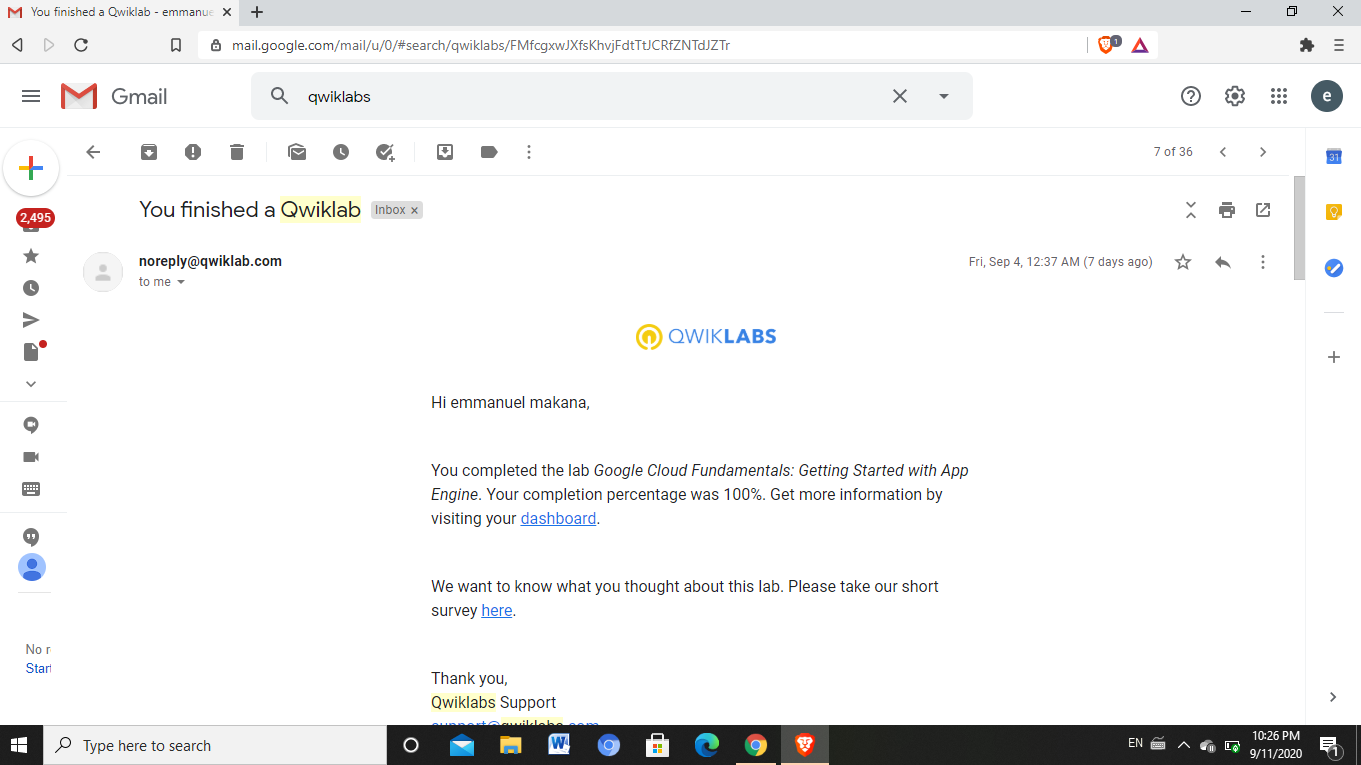 You finished a Qwiklab - emmanue
mail.google.com/mail/u/0/#search/qwiklabs/FMfcgxwJXfsKhvjFdtTtJCRfZNTdJZTr
1
Gmail
qwiklabs
e
7 of 36
31
2,495
You finished a Qwiklab
Inbox
noreply@qwiklab.com
Fri, Sep 4, 12:37 AM (7 days ago)
to me
QWIKLABS
Hi emmanuel makana,
You completed the lab Google Cloud Fundamentals: Getting Started with App
Engine. Your completion percentage was 100%. Get more information by
visiting your dashboard.
We want to know what you thought about this lab. Please take our short
survey here.
No r
Start
Thank you,
Qwiklabs Support
support@qwiklabs.com
Type here to search
EN
10:26 PM
9/11/2020
1